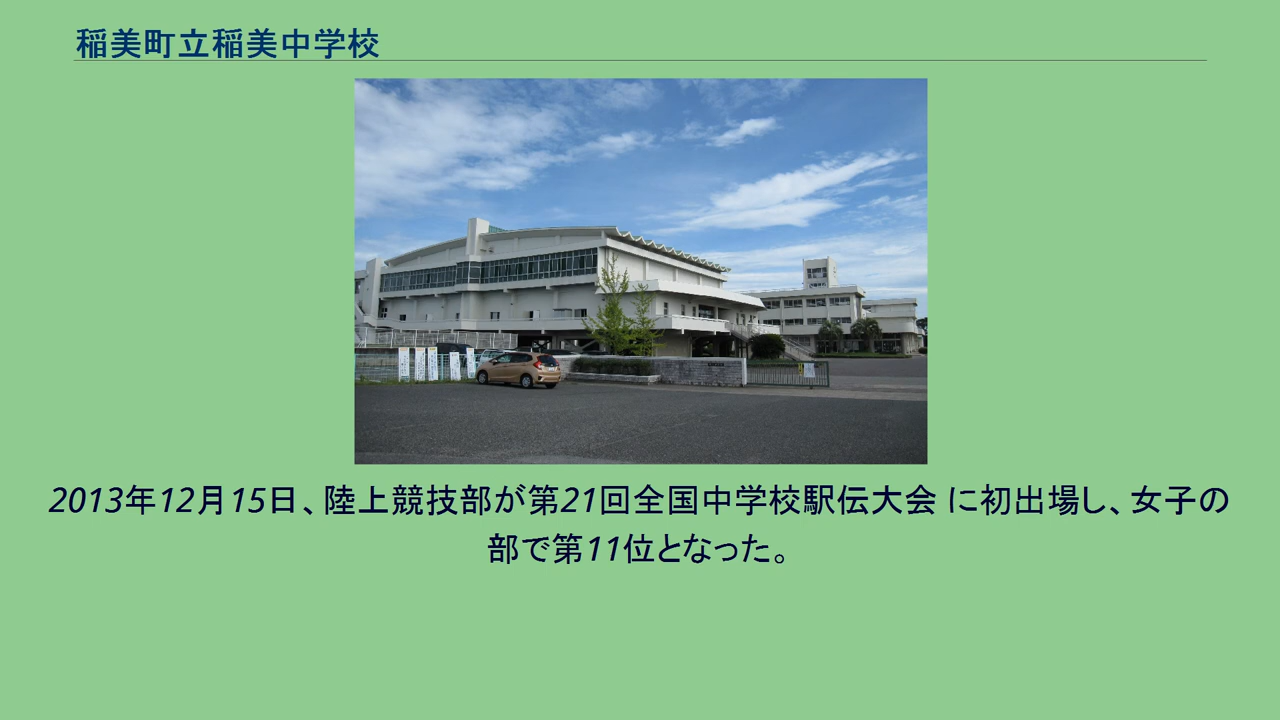 稲美町立稲美中学校
2013年12月15日、陸上競技部が第21回全国中学校駅伝大会 に初出場し、女子の
部で第11位となった。